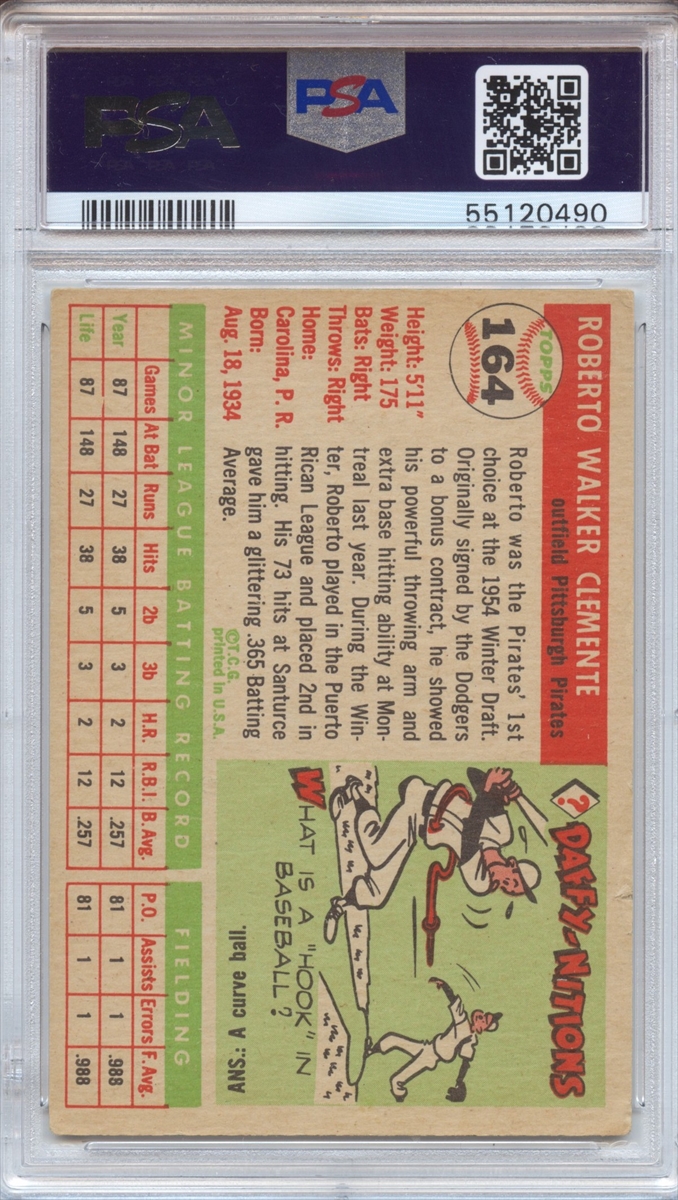 PSA
PSA
55120490
TOPPS
164
ROBERTO WALKER CLEMENTE
outfield Pittsburgh Pirates
Height: 5'11"
Weight: 175
Bats: Right
Throws: Right
Home:
Carolina, P. R.
Born:
Aug. 18, 1934
Roberto was the Pirates' 1st
choice at the 1954 Winter Draft.
Originally signed by the Dodgers
to a bonus contract, he showed
his powerful throwing arm and
extra base hitting ability at Mon-
treal last year. During the Win-
ter, Roberto played in the Puerto
Rican League and placed 2nd in
hitting. His 73 hits at Santurce
gave him a glittering .365 Batting
Average.
©T.C.G.
printed in U.S.A.
?
DAFFY-NITIONS
WHAT IS A "HOOK" IN
BASEBALL?
ANS.: A curve ball.
MINOR LEAGUE BATTING RECORD FIELDING
Games At Bat Runs Hits 2b 3b H.R. R.B.I. B. Avg. P.O. Assists Errors F. Avg.
Year 87 148 27 38 5 3 2 12 .257 81 1 1 .988
Life 87 148 27 38 5 3 2 12 .257 81 1 1 .988